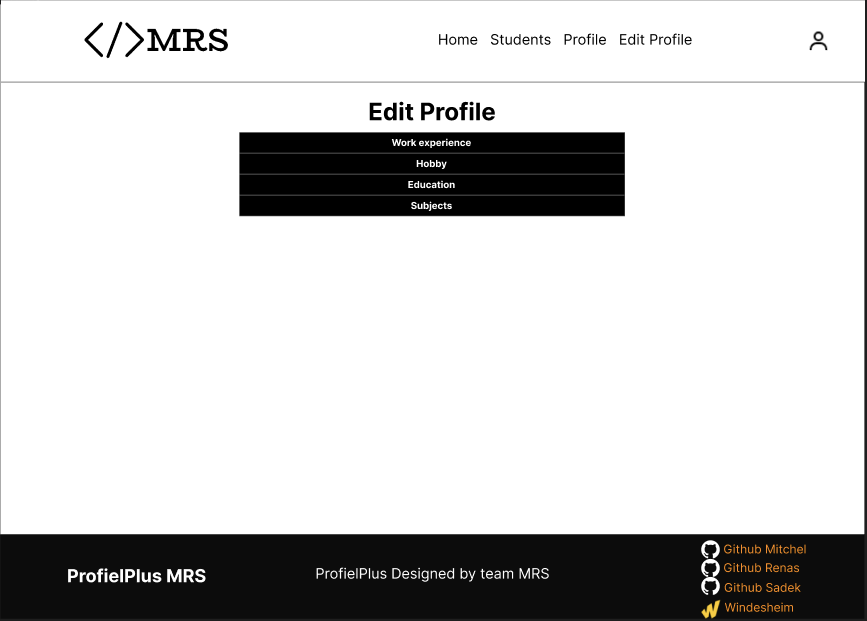 </>MRS
Home Students Profile Edit Profile
Edit Profile
Work experience
Hobby
Education
Subjects
ProfielPlus MRS
ProfielPlus Designed by team MRS
Github Mitchel
Github Renas
Github Sadek
Windesheim